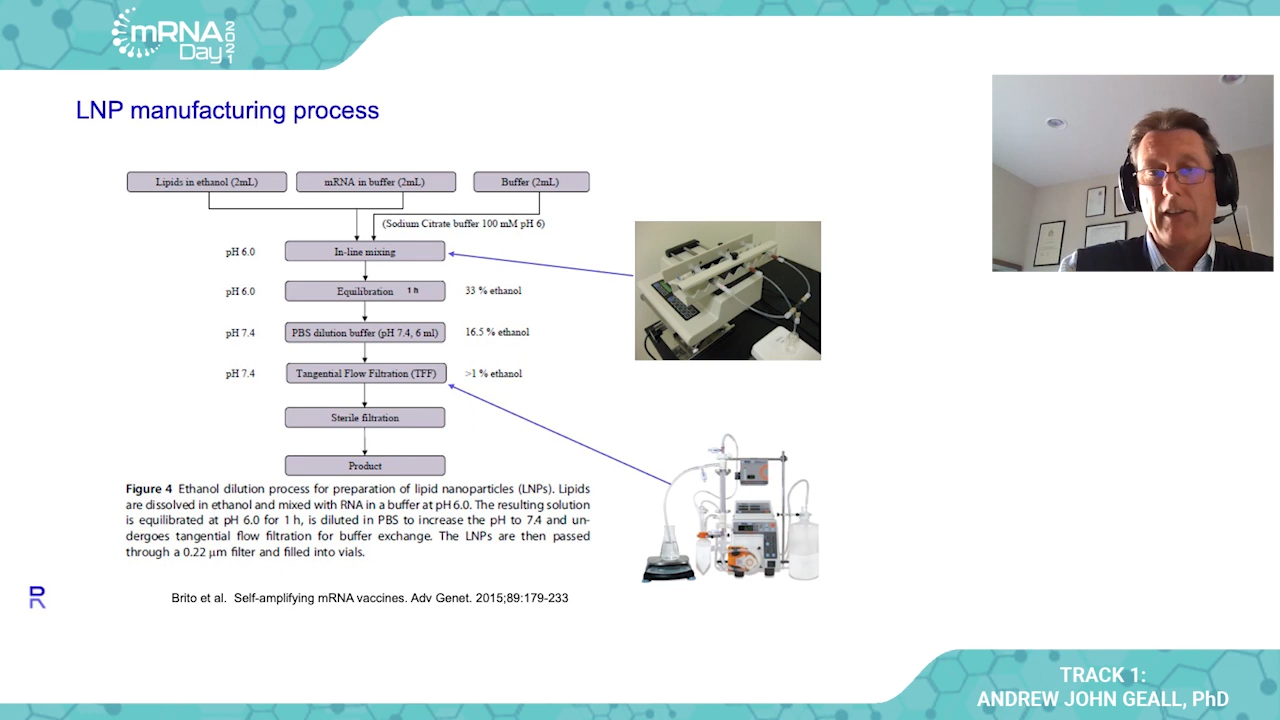 mRNA
Day
2021
LNP manufacturing process
Lipids in ethanol (2mL)
mRNA in buffer (2mL)
Buffer (2mL)
(Sodium Citrate buffer 100 mM pH 6)
pH 6.0
In-line mixing
pH 6.0
Equilibration 1 h
33 % ethanol
pH 7.4
PBS dilution buffer (pH 7.4, 6 ml)
16.5 % ethanol
pH 7.4
Tangential Flow Filtration (TFF)
>1 % ethanol
Sterile filtration
Product
Figure 4 Ethanol dilution process for preparation of lipid nanoparticles (LNPs). Lipids
are dissolved in ethanol and mixed with RNA in a buffer at pH 6.0. The resulting solution
is equilibrated at pH 6.0 for 1 h, is diluted in PBS to increase the pH to 7.4 and un-
dergoes tangential flow filtration for buffer exchange. The LNPs are then passed
through a 0.22 μm filter and filled into vials.
Brito et al. Self-amplifying mRNA vaccines. Adv Genet. 2015;89:179-233
TRACK 1:
ANDREW JOHN GEALL, PhD